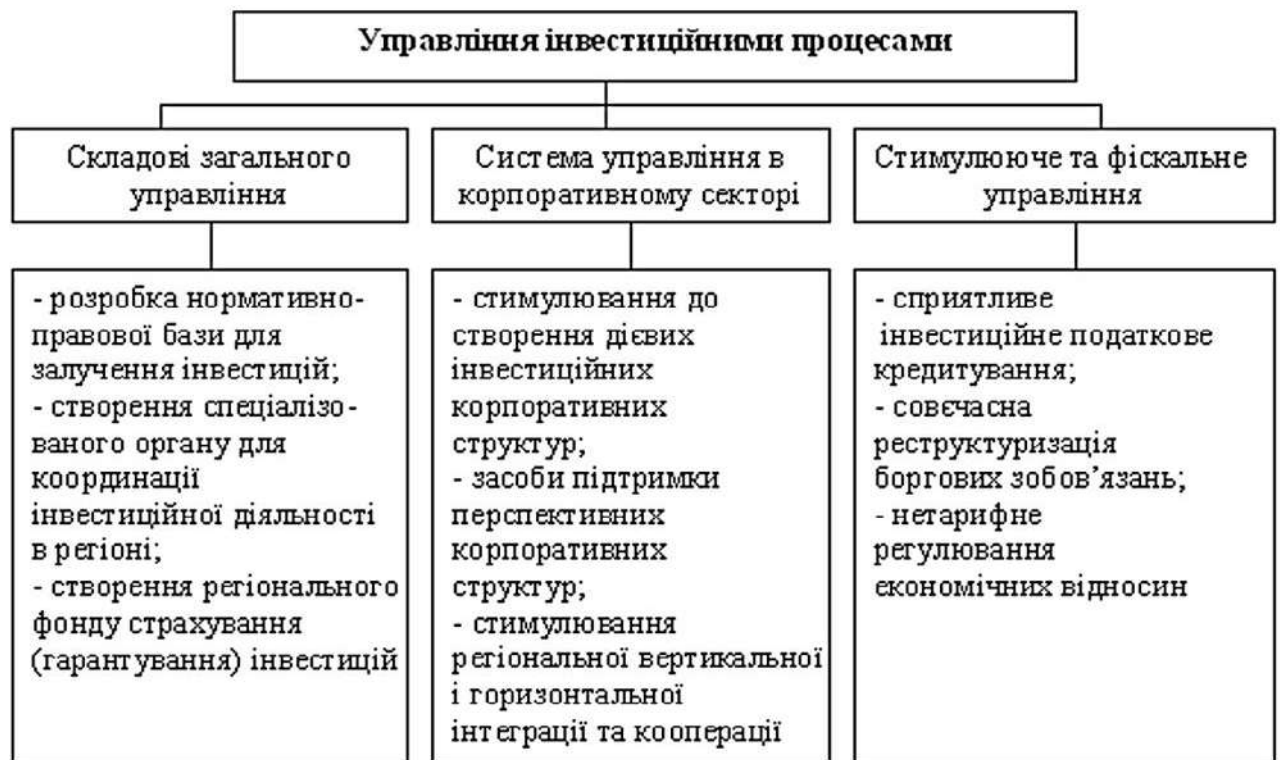 Управління інвестиційними процесами
Складові загального
управління
Система управління в
корпоративному секторі
Стимулююче та фіскальне
управління
- розробка нормативно-
правової бази для
залучення інвестицій;
- створення спеціалізо-
ваного органу для
координації
інвестиційної діяльності
в регіоні;
- створення регіонального
фонду страхування
(гарантування) інвестицій
- стимулювання до
створення дієвих
інвестиційних
корпоративних
структур;
- засоби підтримки
перспективних
корпоративних
структур;
- стимулювання
регіональної вертикальної
і горизонтальної
інтеграції та кооперації
- сприятливе
інвестиційне податкове
кредитування;
- совєчасна
реструктуризація
боргових зобов’язань;
- нетарифне
регулювання
економічних відносин